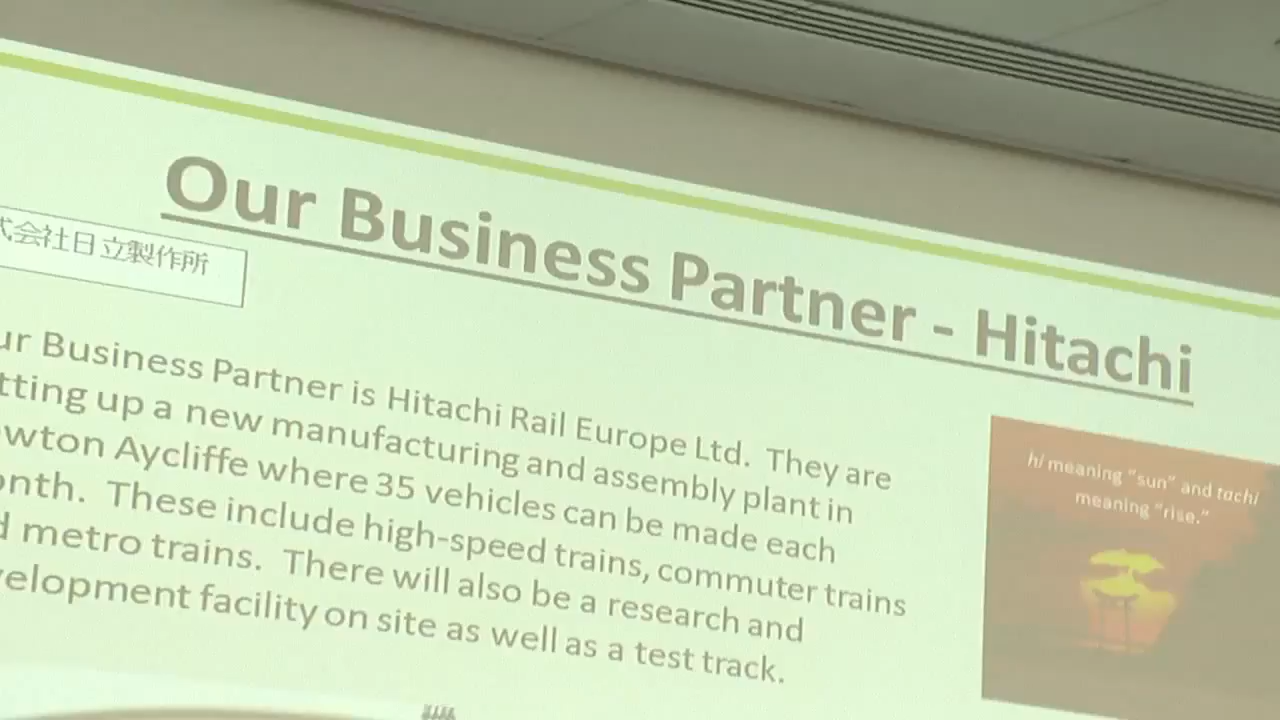 Our Business Partner - Hitachi
式会社日立製作所
ur Business Partner is Hitachi Rail Europe Ltd. They are
tting up a new manufacturing and assembly plant in
wton Aycliffe where 35 vehicles can be made each
onth. These include high-speed trains, commuter trains
d metro trains. There will also be a research and
velopment facility on site as well as a test track.
hi meaning "sun" and tachi
meaning "rise."